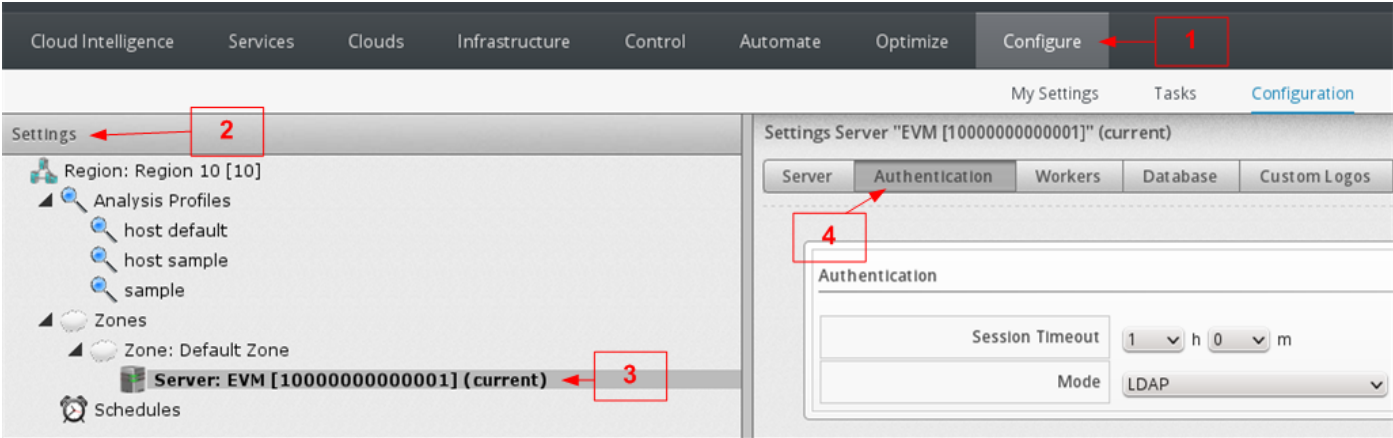 Cloud Intelligence Services Clouds Infrastructure Control Automate Optimize Configure 1
My Settings Tasks Configuration
Settings 2
Settings Server "EVM [10000000000001]" (current)
Region: Region 10 [10]
Analysis Profiles
host default
host sample
sample
Zones
Zone: Default Zone
Server: EVM [10000000000001] (current) 3
Schedules
Server Authentication Workers Database Custom Logos
4
Authentication
Session Timeout 1 h 0 m
Mode LDAP